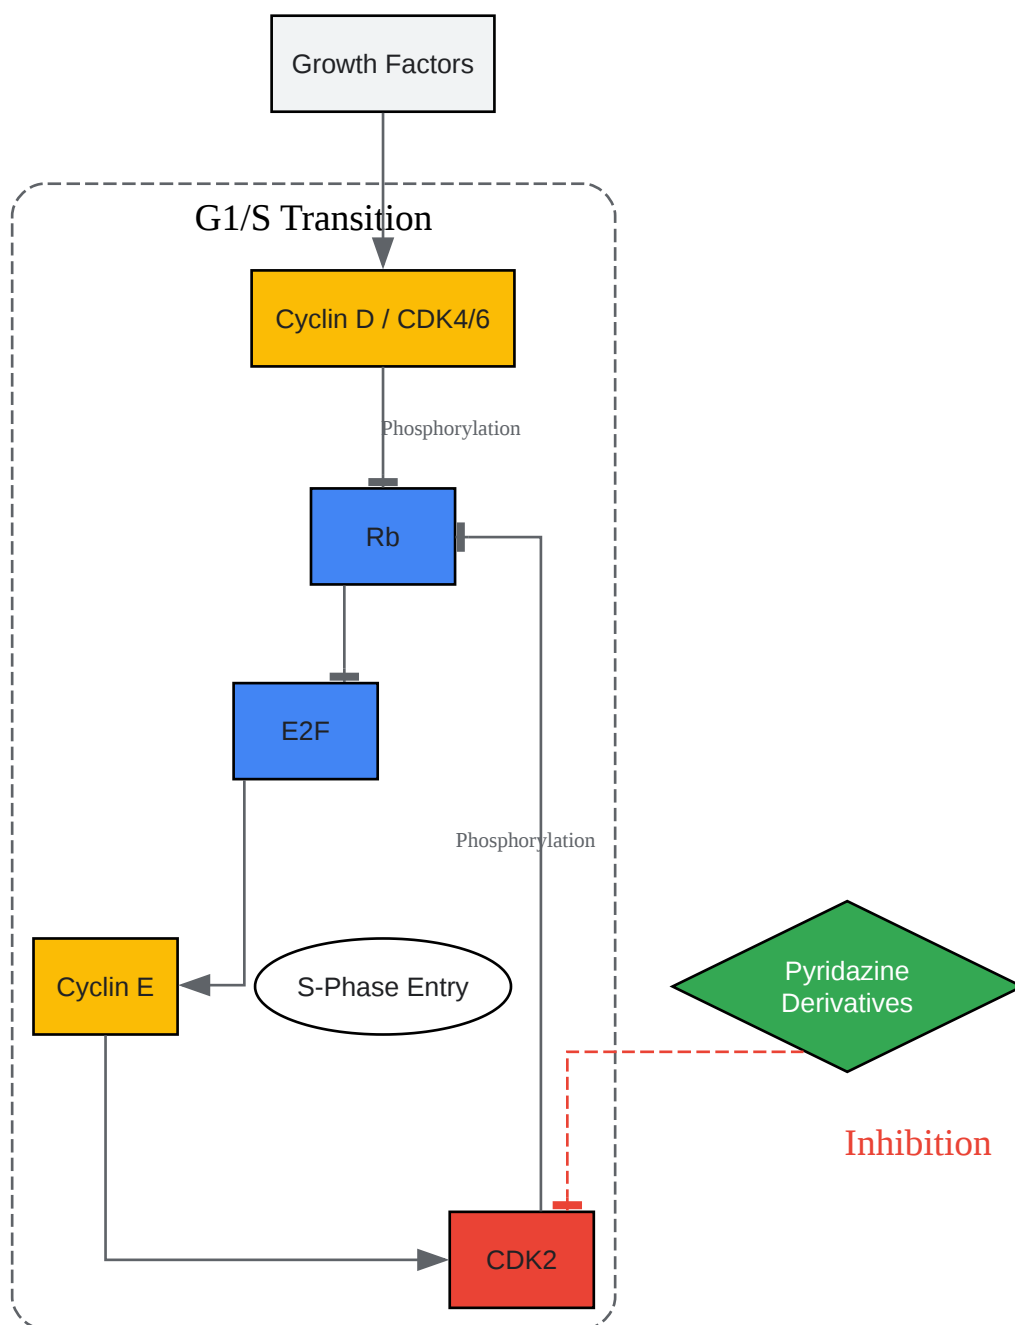 Growth Factors
G1/S Transition
Cyclin D / CDK4/6
Phosphorylation
Rb
E2F
Phosphorylation
Cyclin E
S-Phase Entry
Pyridazine
Derivatives
Inhibition
CDK2